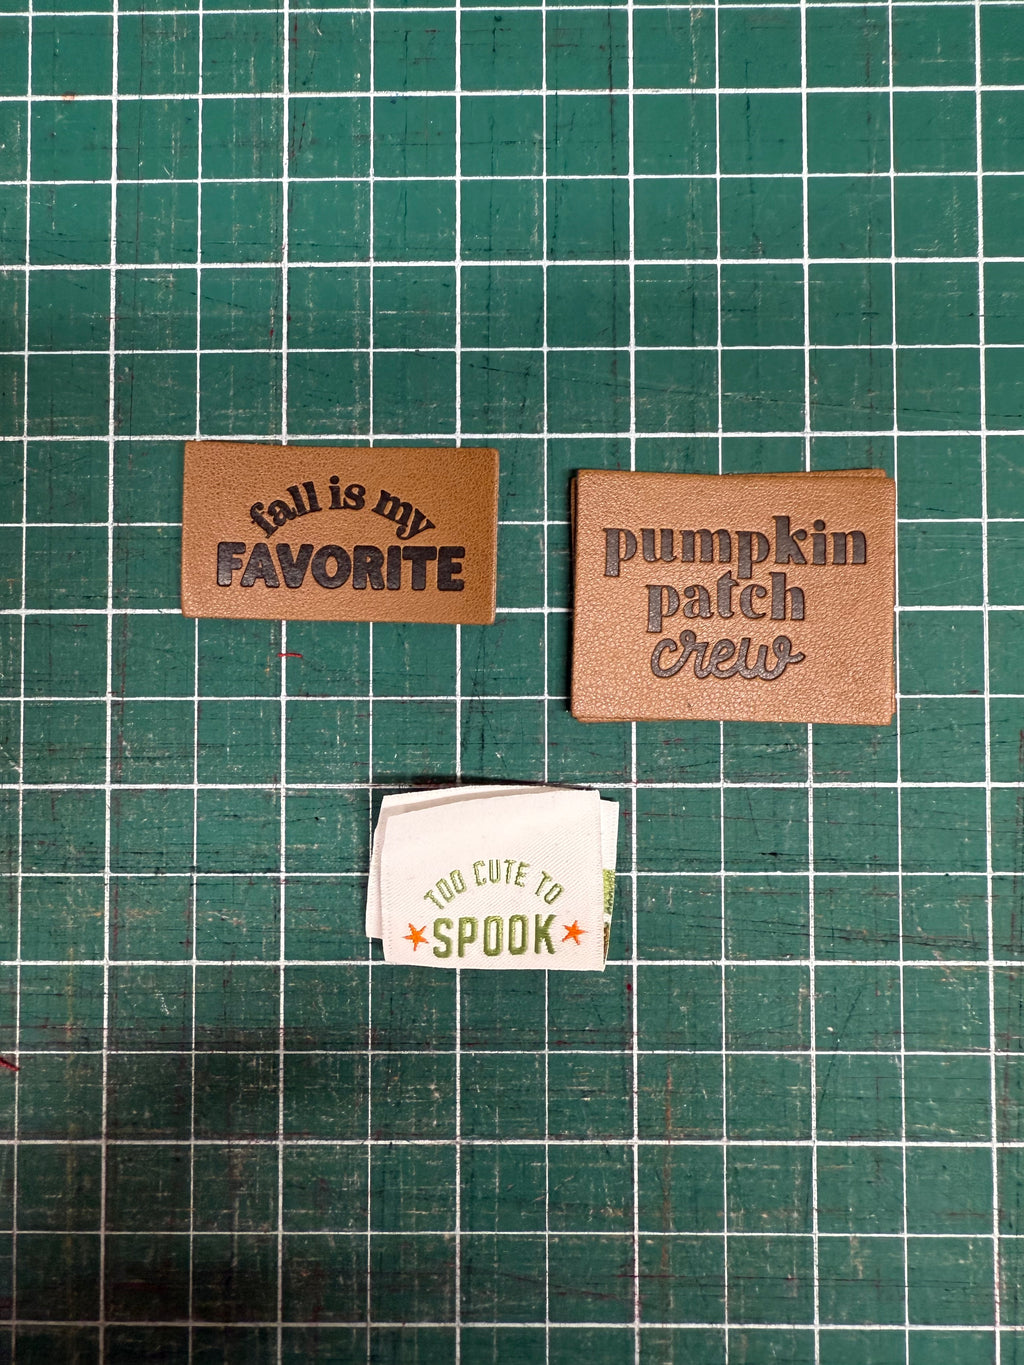 fall is my
FAVORITE
pumpkin
patch
crew
TOO CUTE TO
SPOOK